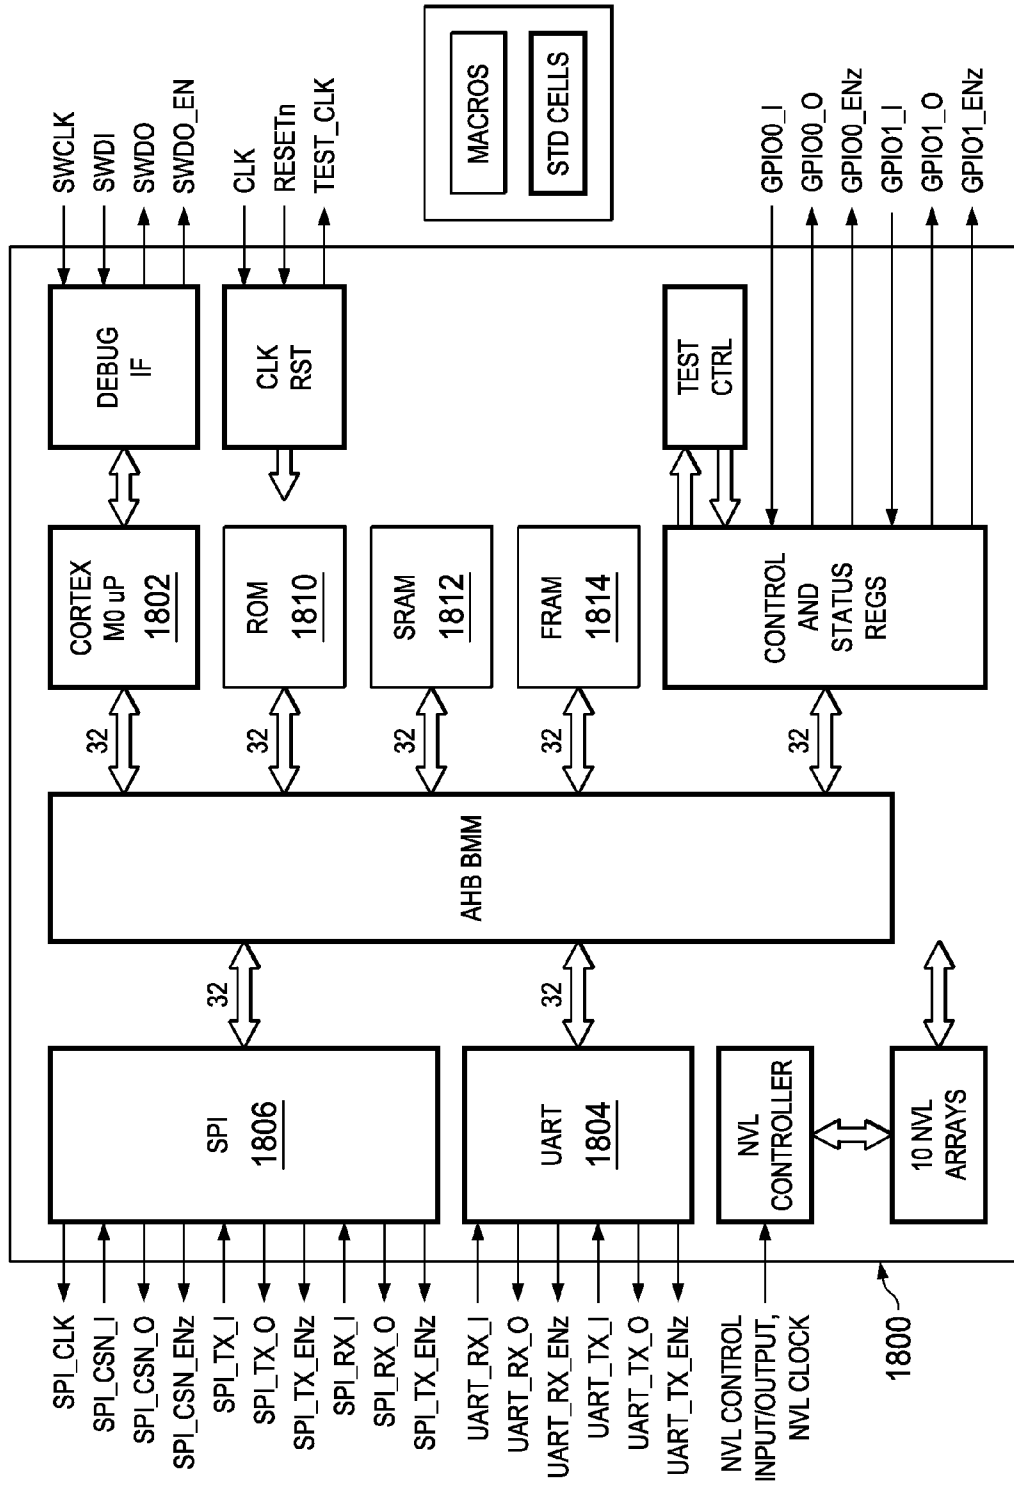 SPI_CLK
SPI_CSN_I
SPI_CSN_O
SPI_CSN_ENz
SPI_TX_I
SPI_TX_O
SPI_TX_ENz
SPI_RX_I
SPI_RX_O
SPI_TX_ENz
UART_RX_I
UART_RX_O
UART_RX_ENz
UART_TX_I
UART_TX_O
UART_TX_ENz
NVL CONTROL
INPUT/OUTPUT,
NVL CLOCK
1800
SPI
1806
UART
1804
NVL
CONTROLLER
10 NVL
ARRAYS
32
32
AHB BMM
32
32
32
32
32
CORTEX
M0 uP
1802
ROM
1810
SRAM
1812
FRAM
1814
CONTROL
AND
STATUS
REGS
DEBUG
IF
CLK
RST
TEST
CTRL
SWCLK
SWDI
SWDO
SWDO_EN
CLK
RESETn
TEST_CLK
MACROS
STD CELLS
GPIO0_I
GPIO0_O
GPIO0_ENz
GPIO1_I
GPIO1_O
GPIO1_ENz